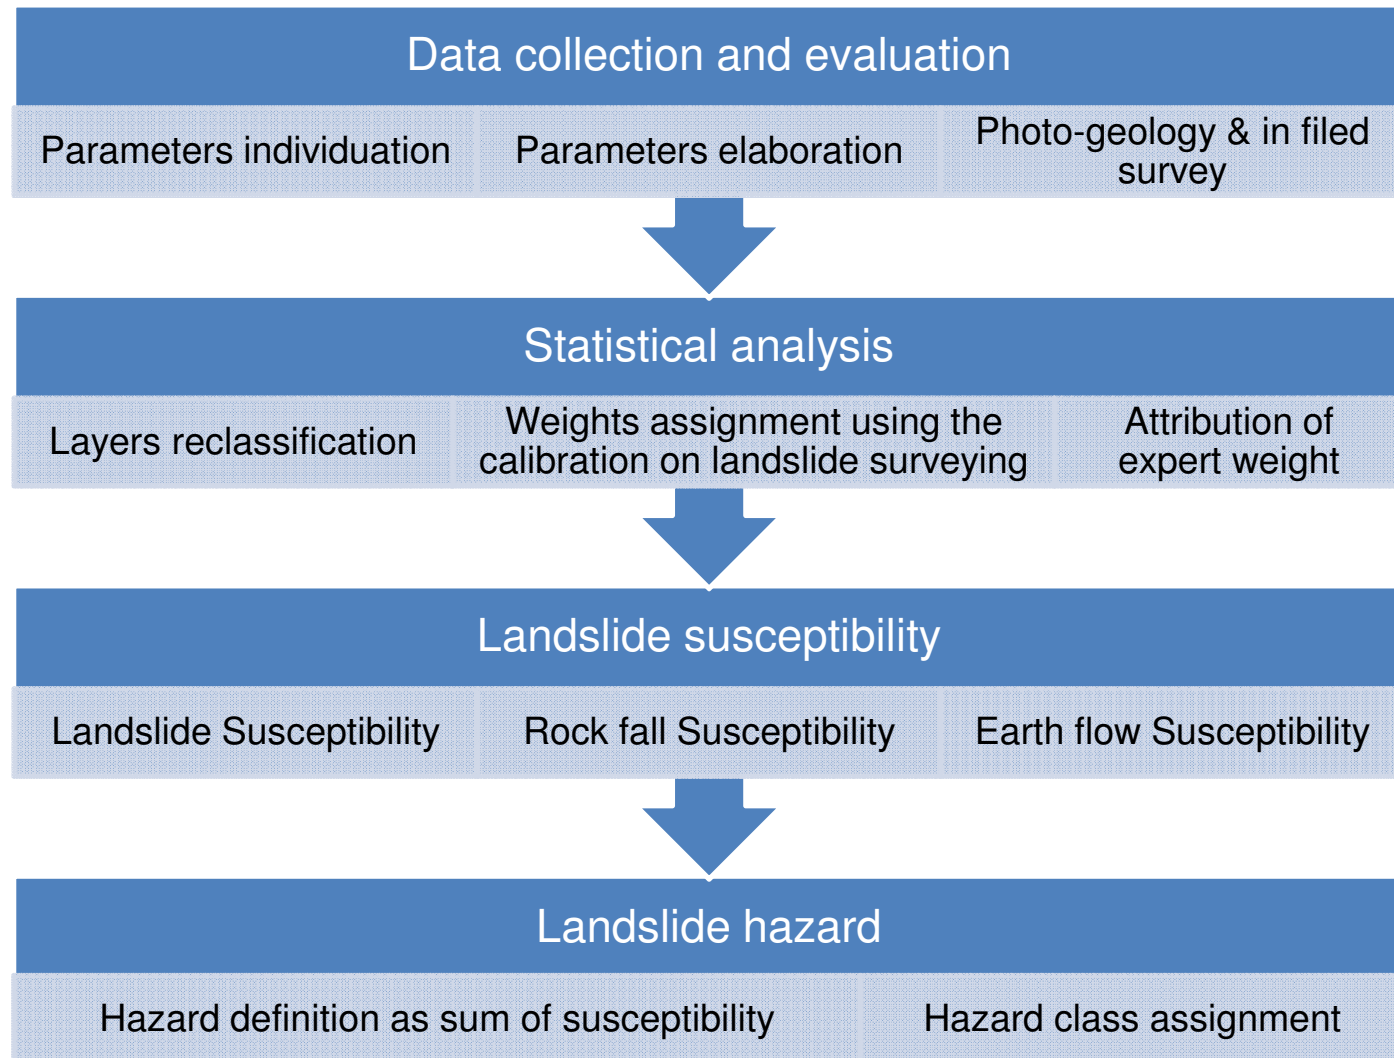 Data collection and evaluation
Parameters individuation
Parameters elaboration
Photo-geology & in filed
survey
Statistical analysis
Layers reclassification
Weights assignment using the
calibration on landslide surveying
Attribution of
expert weight
Landslide susceptibility
Landslide Susceptibility
Rock fall Susceptibility
Earth flow Susceptibility
Landslide hazard
Hazard definition as sum of susceptibility
Hazard class assignment